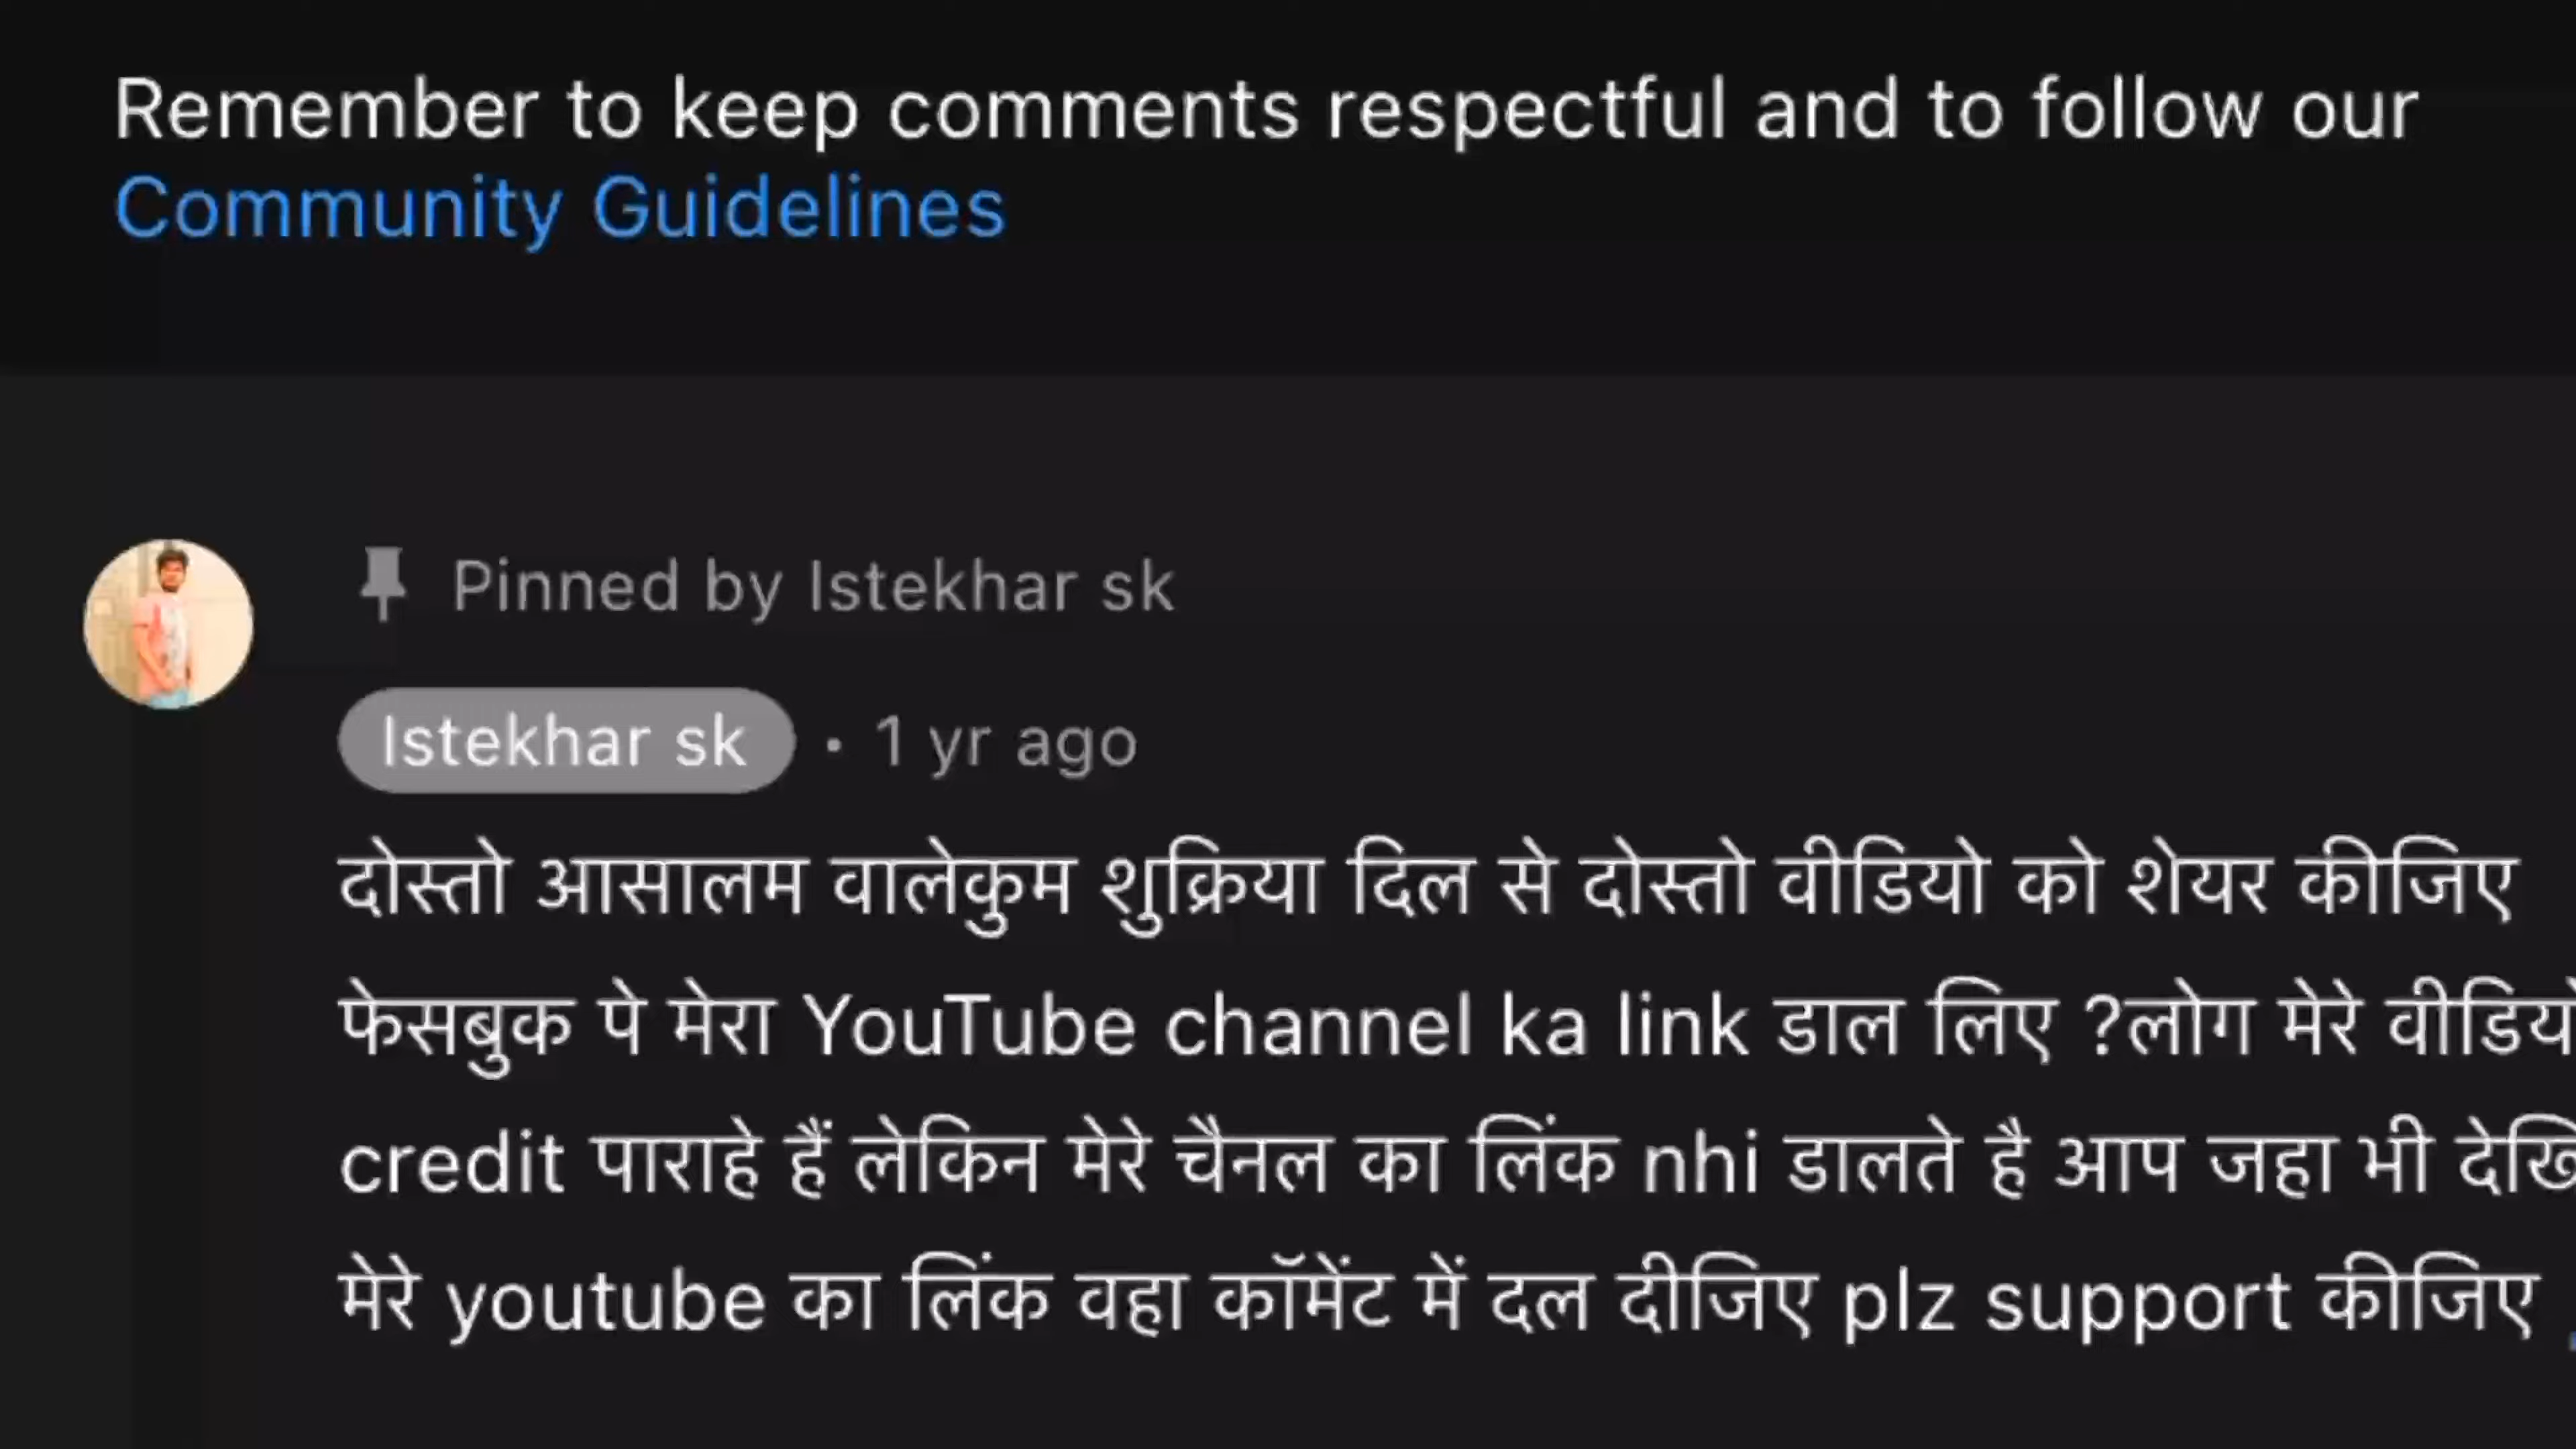 Remember to keep comments respectful and to follow our
Community Guidelines
Pinned by Istekhar sk
Istekhar sk · 1 yr ago
दोस्तो आसालम वालेकुम शुक्रिया दिल से दोस्तो वीडियो को शेयर कीजिए
फेसबुक पे मेरा YouTube channel ka link डाल लिए ?लोग मेरे
credit पाराहे हैं लेकिन मेरे चैनल का लिंक nhi डालते है आप जहा भी
मेरे youtube का लिंक वहा कॉमेंट में दल दीजिए plz support कीजिए